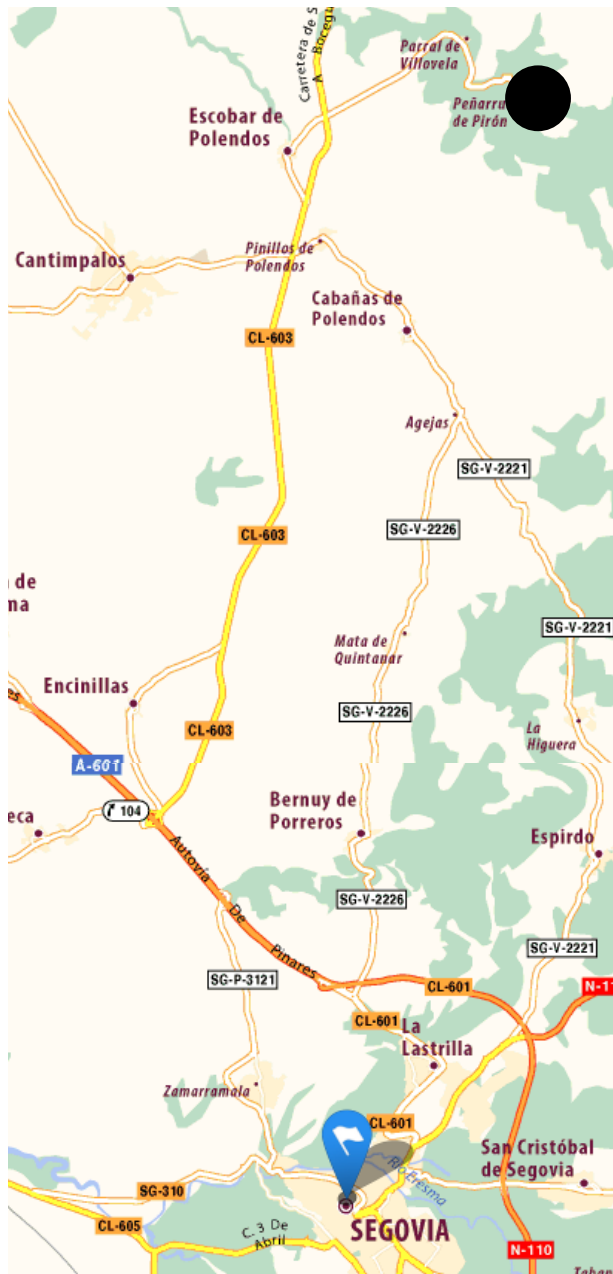 Carretera de S
A Bocegu
Parral de
Villovela
de Pirón
Escobar de
Polendos
Pinillos de
Polendos
Cantimpalos
Cabañas de
Polendos
CL-603
Agejas
SG-V-2221
SG-V-2226
CL-603
de
ma
SG-V-2221
Mata de
Quintanar
Encinillas
SG-V-2226
La
Higuera
CL-603
A-601
104
Bernuy de
Porreros
eca
Espirdo
Autovía De Pinares
SG-V-2226
SG-V-2221
SG-P-3121
CL-601
N-11
CL-601
La
Lastrilla
Zamarramala
CL-601
Río Eresma
San Cristóbal
de Segovia
SG-310
CL-605
C. 3 De
Abril
SEGOVIA
N-110